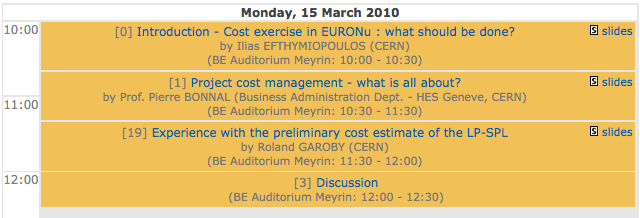 Monday, 15 March 2010
10:00
[0] Introduction - Cost exercise in EURONu : what should be done?
S slides
by Ilias EFTHYMIOPOULOS (CERN)
(BE Auditorium Meyrin: 10:00 - 10:30)
[1] Project cost management - what is all about?
S slides
by Prof. Pierre BONNAL (Business Administration Dept. - HES Geneve, CERN)
11:00
(BE Auditorium Meyrin: 10:30 - 11:30)
[19] Experience with the preliminary cost estimate of the LP-SPL
S slides
by Roland GAROBY (CERN)
(BE Auditorium Meyrin: 11:30 - 12:00)
12:00
[3] Discussion
(BE Auditorium Meyrin: 12:00 - 12:30)